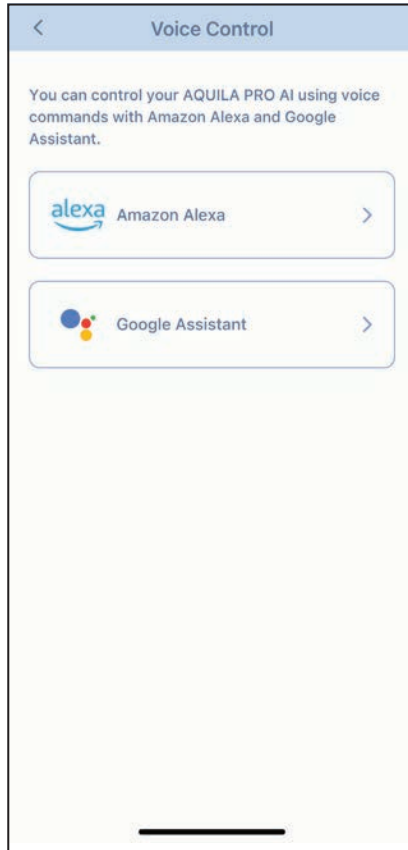 Voice Control
You can control your AQUILA PRO AI using voice
commands with Amazon Alexa and Google
Assistant.
alexa Amazon Alexa
Google Assistant